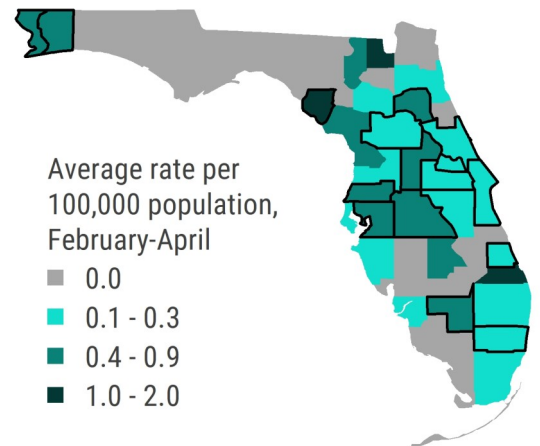 Average rate per
100,000 population,
February-April
0.0
0.1 - 0.3
0.4 - 0.9
1.0 - 2.0